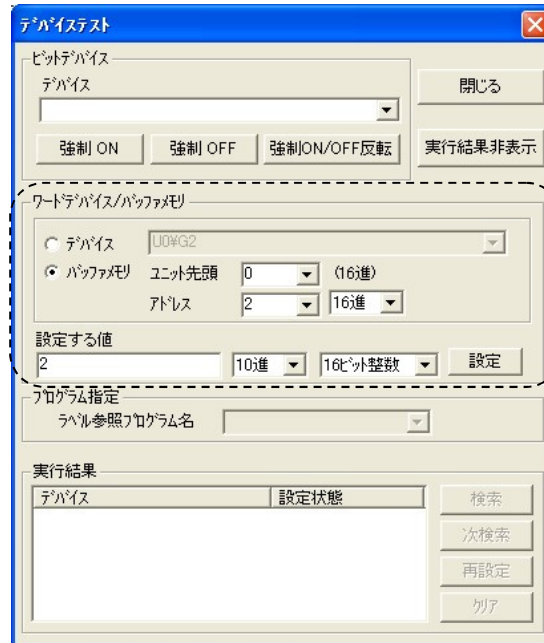 デバイステスト
ビットデバイス
デバイス
閉じる
強制 ON 強制 OFF 強制ON/OFF反転 実行結果非表示
ワードデバイス/バッファメモリ
デバイス U0¥G2
バッファメモリ ユニット先頭 0 (16進)
アドレス 2 16進
設定する値
2 10進 16ビット整数 設定
プログラム指定
ラベル参照プログラム名
実行結果
デバイス 設定状態 検索
次検索
再設定
クリア